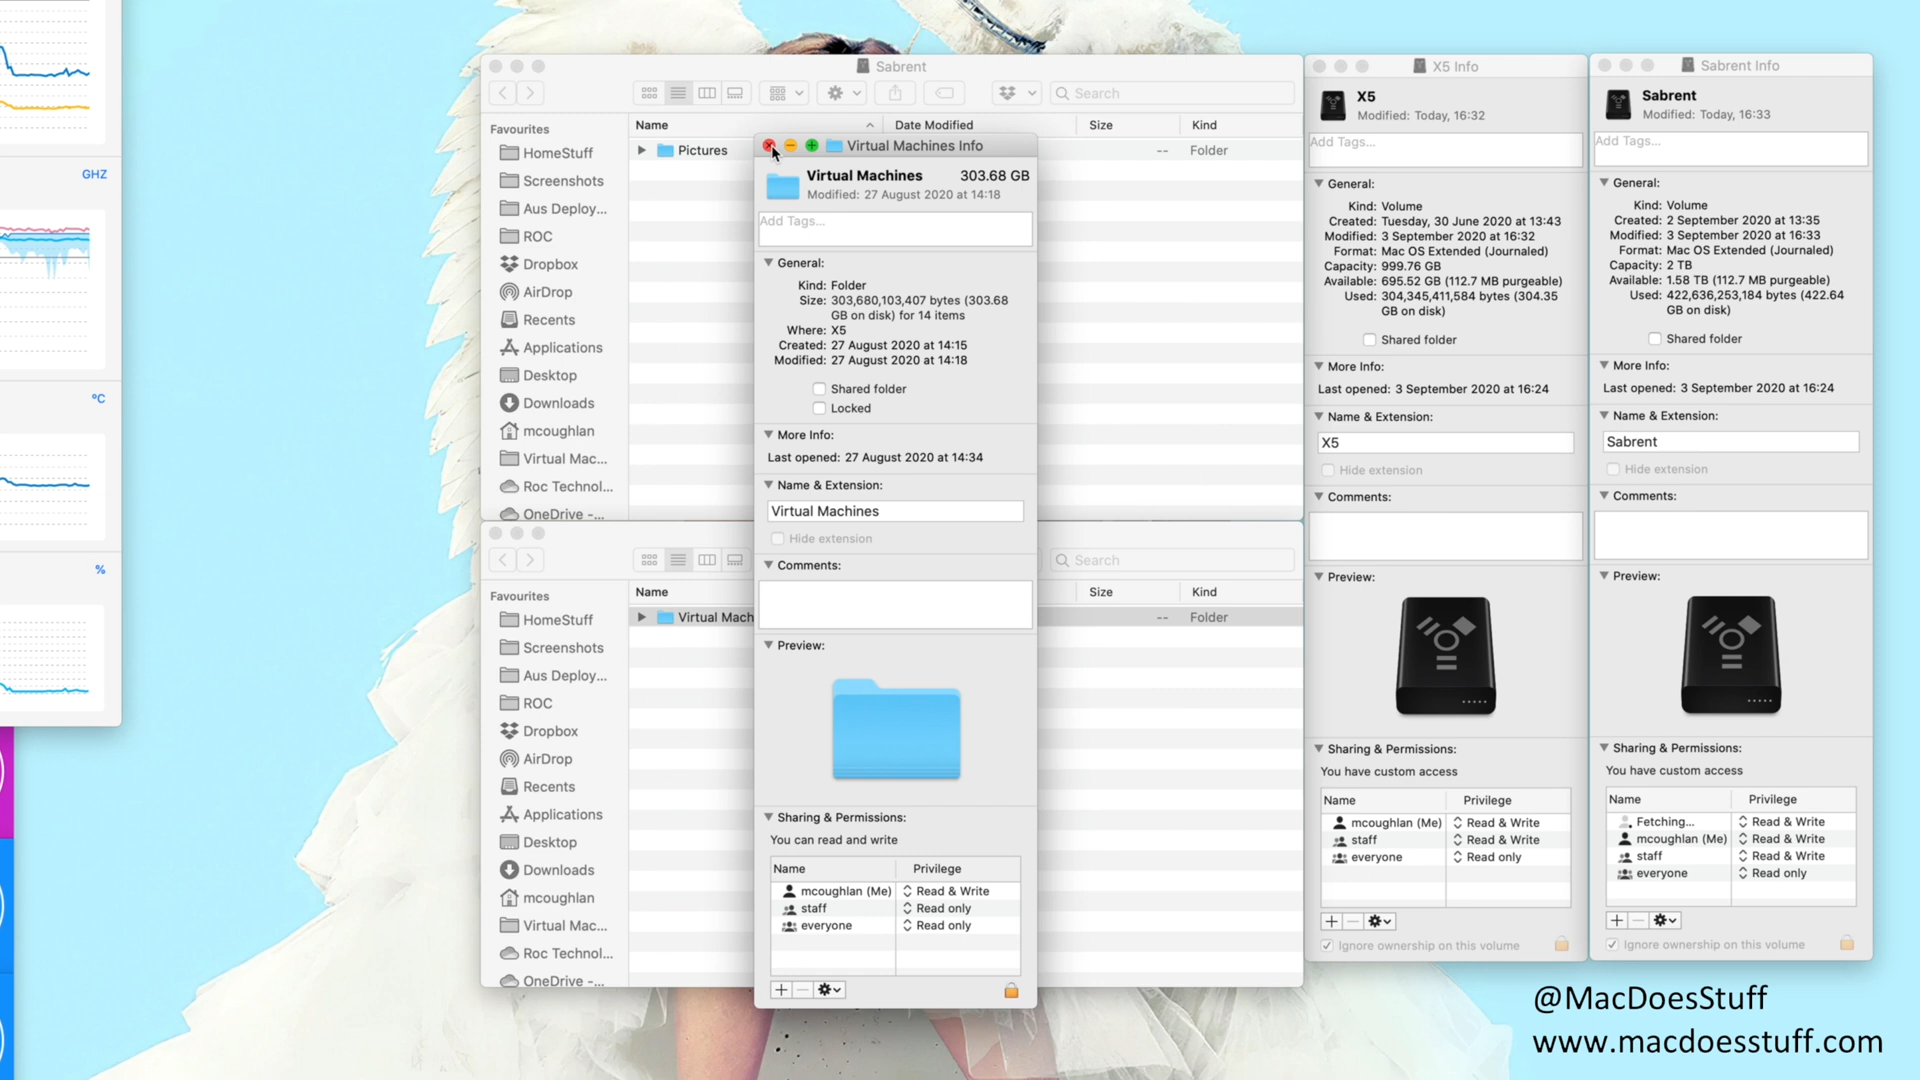 GHZ
°C
%
Sabrent
Search
Favourites
HomeStuff
Screenshots
Aus Deploy...
ROC
Dropbox
AirDrop
Recents
Applications
Desktop
Downloads
mcoughlan
Virtual Mac...
Roc Technol...
OneDrive -...
Name
Date Modified
Size
Kind
Pictures
--
Folder
Search
Favourites
HomeStuff
Screenshots
Aus Deploy...
ROC
Dropbox
AirDrop
Recents
Applications
Desktop
Downloads
mcoughlan
Virtual Mac...
Roc Technol...
OneDrive -...
Name
Size
Kind
Virtual Mach
--
Folder
Virtual Machines Info
Virtual Machines 303.68 GB
Modified: 27 August 2020 at 14:18
Add Tags...
General:
Kind: Folder
Size: 303,680,103,407 bytes (303.68
GB on disk) for 14 items
Where: X5
Created: 27 August 2020 at 14:15
Modified: 27 August 2020 at 14:18
Shared folder
Locked
More Info:
Last opened: 27 August 2020 at 14:34
Name & Extension:
Virtual Machines
Hide extension
Comments:
Preview:
Sharing & Permissions:
You can read and write
Name Privilege
mcoughlan (Me) Read & Write
staff Read only
everyone Read only
X5 Info
X5
Modified: Today, 16:32
Add Tags...
General:
Kind: Volume
Created: Tuesday, 30 June 2020 at 13:43
Modified: 3 September 2020 at 16:32
Format: Mac OS Extended (Journaled)
Capacity: 999.76 GB
Available: 695.52 GB (112.7 MB purgeable)
Used: 304,345,411,584 bytes (304.35
GB on disk)
Shared folder
More Info:
Last opened: 3 September 2020 at 16:24
Name & Extension:
X5
Hide extension
Comments:
Preview:
Sharing & Permissions:
You have custom access
Name Privilege
mcoughlan (Me) Read & Write
staff Read & Write
everyone Read only
Ignore ownership on this volume
Sabrent Info
Sabrent
Modified: Today, 16:33
Add Tags...
General:
Kind: Volume
Created: 2 September 2020 at 13:35
Modified: 3 September 2020 at 16:33
Format: Mac OS Extended (Journaled)
Capacity: 2 TB
Available: 1.58 TB (112.7 MB purgeable)
Used: 422,636,253,184 bytes (422.64
GB on disk)
Shared folder
More Info:
Last opened: 3 September 2020 at 16:24
Name & Extension:
Sabrent
Hide extension
Comments:
Preview:
Sharing & Permissions:
You have custom access
Name Privilege
Fetching... Read & Write
mcoughlan (Me) Read & Write
staff Read & Write
everyone Read only
Ignore ownership on this volume
@MacDoesStuff
www.macdoesstuff.com